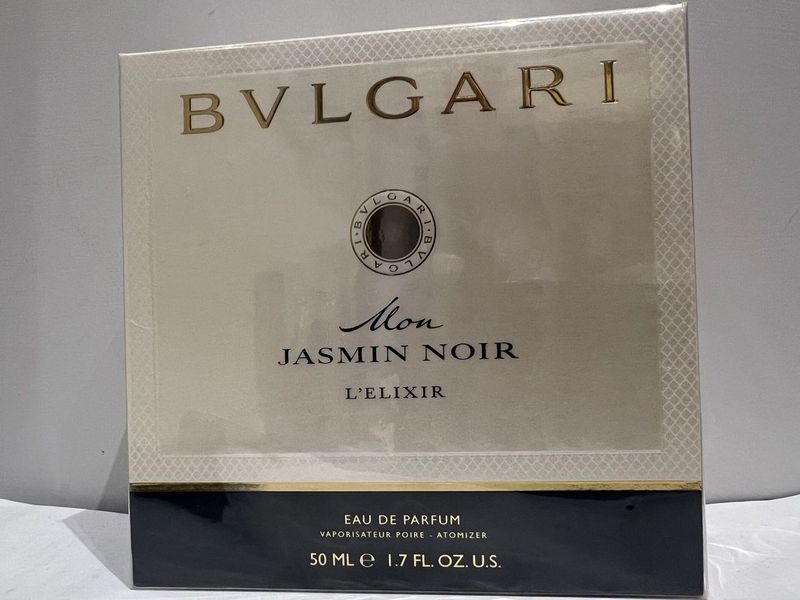 BVLGARI
BVLGARI · BVLGARI ·
Mon
JASMIN NOIR
L'ELIXIR
EAU DE PARFUM
VAPORISATEUR POIRE - ATOMIZER
50 ML ℮ 1.7 FL. OZ. U.S.